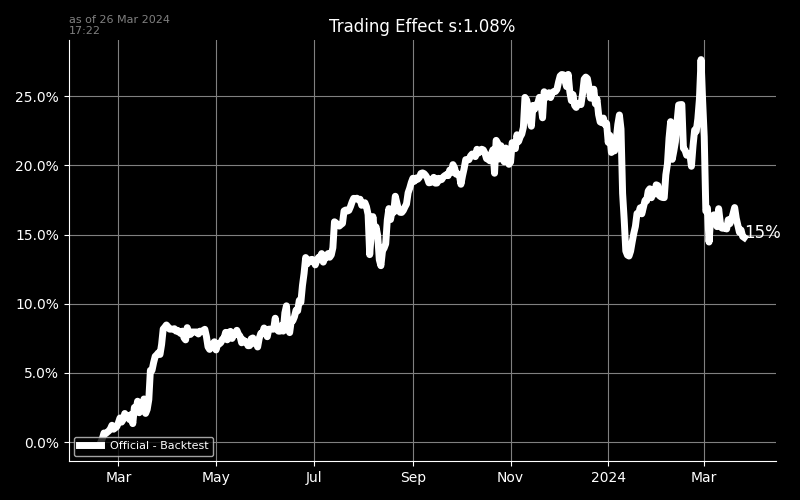 as of 26 Mar 2024
17:22
Trading Effect s:1.08%
25.0%
20.0%
15.0%
10.0%
5.0%
0.0%
15%
Official - Backtest
Mar May Jul Sep Nov 2024 Mar